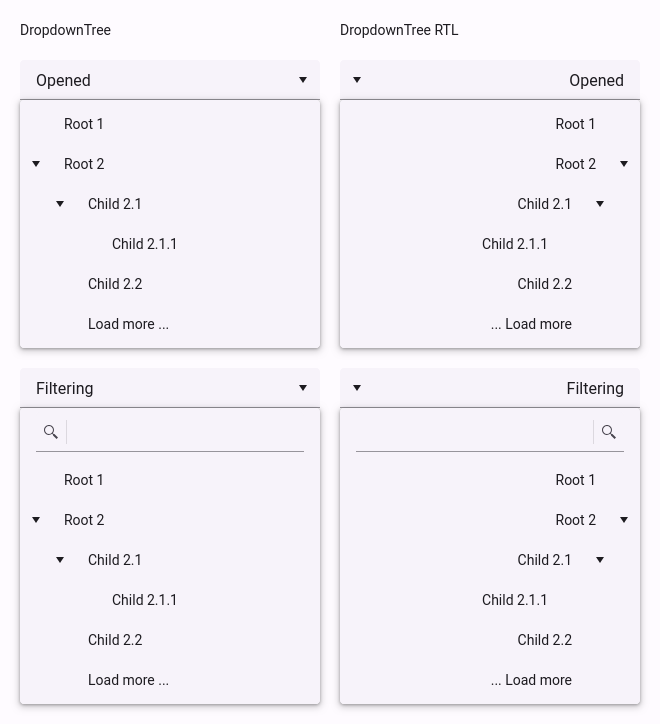 DropdownTree
Opened
Root 1
Root 2
Child 2.1
Child 2.1.1
Child 2.2
Load more ...
Filtering
Root 1
Root 2
Child 2.1
Child 2.1.1
Child 2.2
Load more ...
DropdownTree RTL
Opened
Root 1
Root 2
Child 2.1
Child 2.1.1
Child 2.2
... Load more
Filtering
Root 1
Root 2
Child 2.1
Child 2.1.1
Child 2.2
... Load more